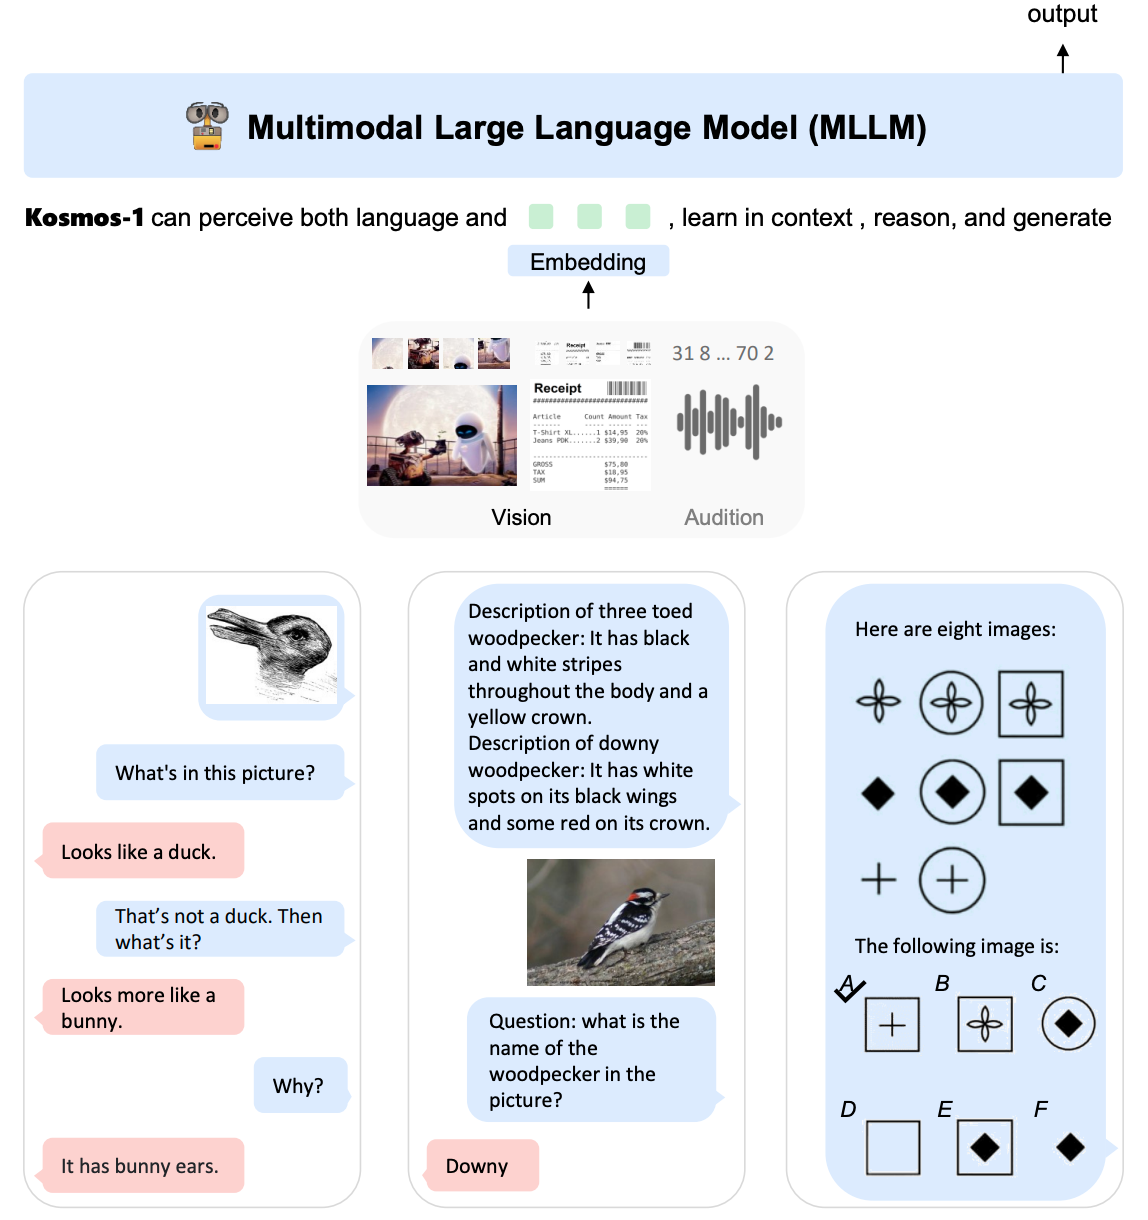 output
Multimodal Large Language Model (MLLM)
Kosmos-1 can perceive both language and , learn in context , reason, and generate
Embedding
Receipt
31 8 ... 70 2
Receipt
##############################
Article Count Amount Tax
T-Shirt XL......1 $14,95 20%
Jeans PDK.......2 $39,90 20%
GROSS $75,80
TAX $18,95
SUM $94,75
======
Vision
Audition
What's in this picture?
Looks like a duck.
That’s not a duck. Then
what’s it?
Looks more like a
bunny.
Why?
It has bunny ears.
Description of three toed
woodpecker: It has black
and white stripes
throughout the body and a
yellow crown.
Description of downy
woodpecker: It has white
spots on its black wings
and some red on its crown.
Question: what is the
name of the
woodpecker in the
picture?
Downy
Here are eight images:
The following image is:
A B C
D E F